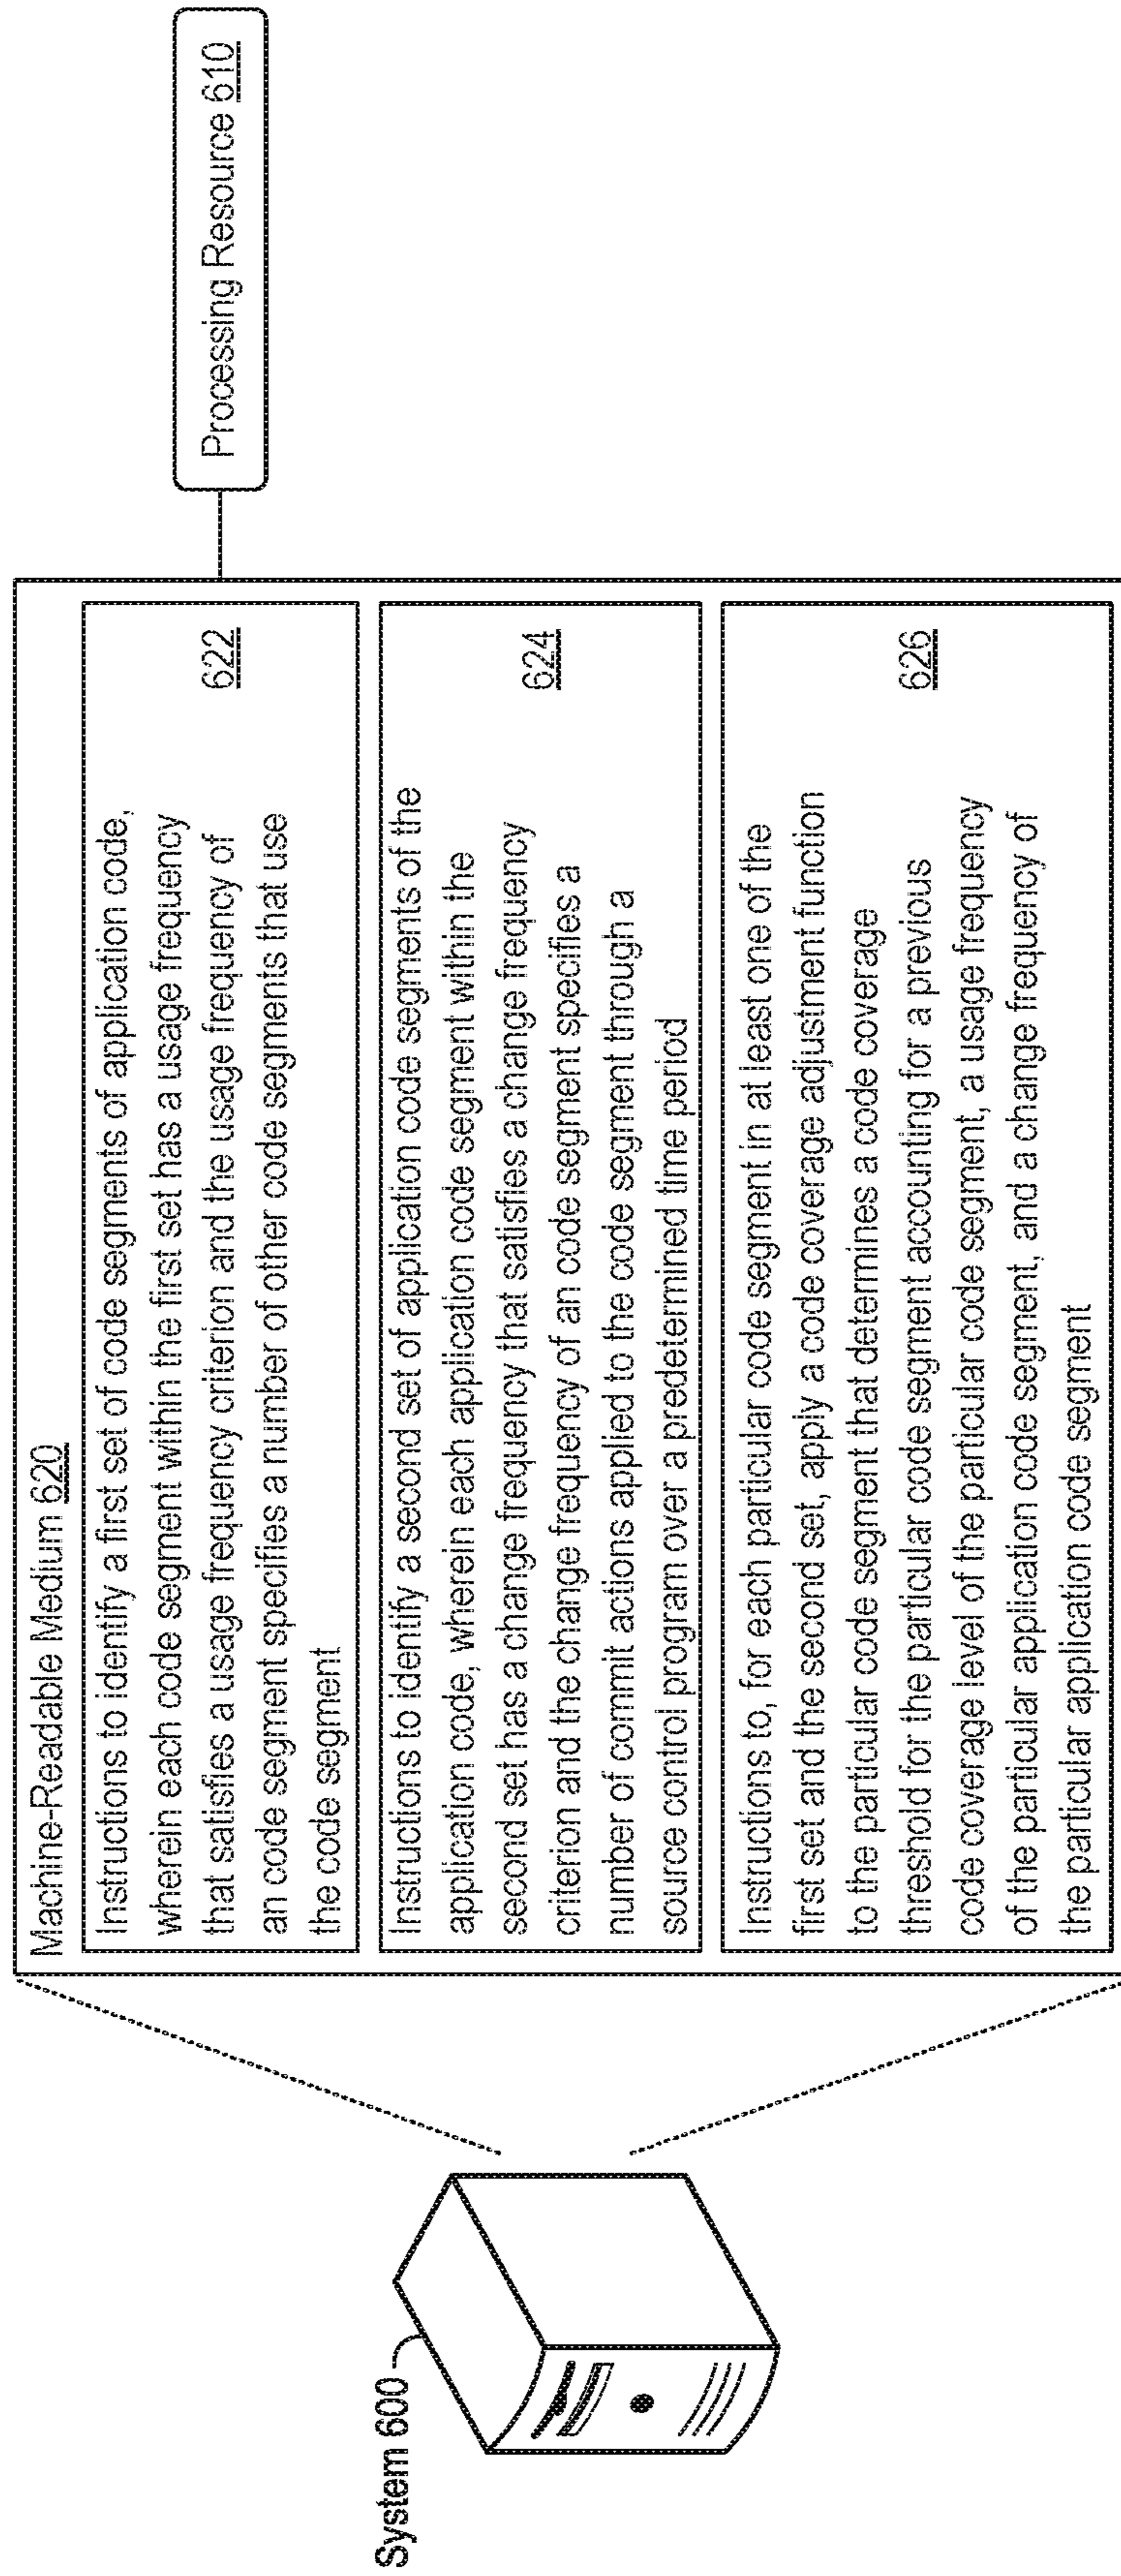 System 600
Machine-Readable Medium 620
Instructions to identify a first set of code segments of application code,
wherein each code segment within the first set has a usage frequency
that satisfies a usage frequency criterion and the usage frequency of
an code segment specifies a number of other code segments that use
the code segment
622
Instructions to identify a second set of application code segments of the
application code, wherein each application code segment within the
second set has a change frequency that satisfies a change frequency
criterion and the change frequency of an code segment specifies a
number of commit actions applied to the code segment through a
source control program over a predetermined time period
624
Instructions to, for each particular code segment in at least one of the
first set and the second set, apply a code coverage adjustment function
to the particular code segment that determines a code coverage
threshold for the particular code segment accounting for a previous
code coverage level of the particular code segment, a usage frequency
of the particular application code segment, and a change frequency of
the particular application code segment
626
Processing Resource 610